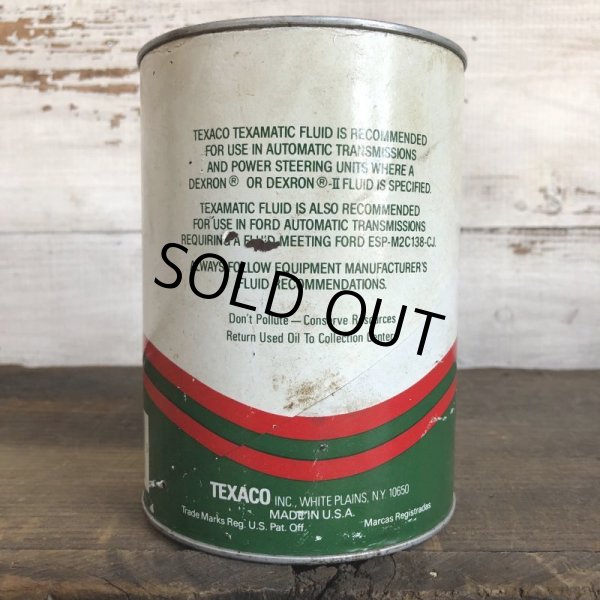 TEXACO TEXAMATIC FLUID IS RECOMMENDED
FOR USE IN AUTOMATIC TRANSMISSIONS
AND POWER STEERING UNITS WHERE A
DEXRON® OR DEXRON®-II FLUID IS SPECIFIED.
TEXAMATIC FLUID IS ALSO RECOMMENDED
FOR USE IN FORD AUTOMATIC TRANSMISSIONS
REQUIRING A FLUID MEETING FORD ESP-M2C138-CJ.
ALWAYS FOLLOW EQUIPMENT MANUFACTURER'S
FLUID RECOMMENDATIONS.
SOLD OUT
Don't Pollute — Conserve Resources
Return Used Oil To Collection Center
TEXACO INC., WHITE PLAINS, N.Y. 10650
MADE IN U.S.A.
Trade Marks Reg. U.S. Pat. Off. Marcas Registradas